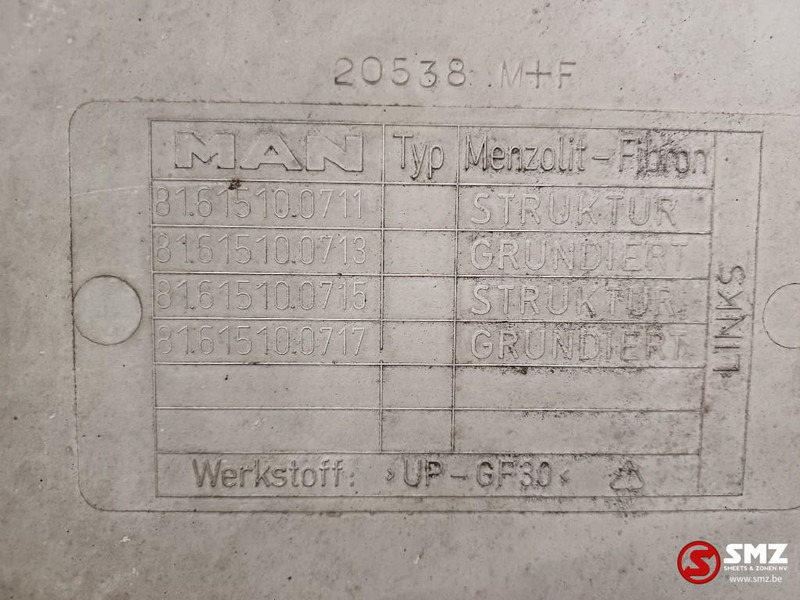 20538 M+F
MAN Typ Menzolit-Fibron
81.61510.0711 STRUKTUR
81.61510.0713 GRUNDIERT
81.61510.0715 STRUKTUR
81.61510.0717 GRUNDIERT
LINKS
Werkstoff: >UP-GF30<
SMZ
SHEETS & ZONEN NV
www.smz.be